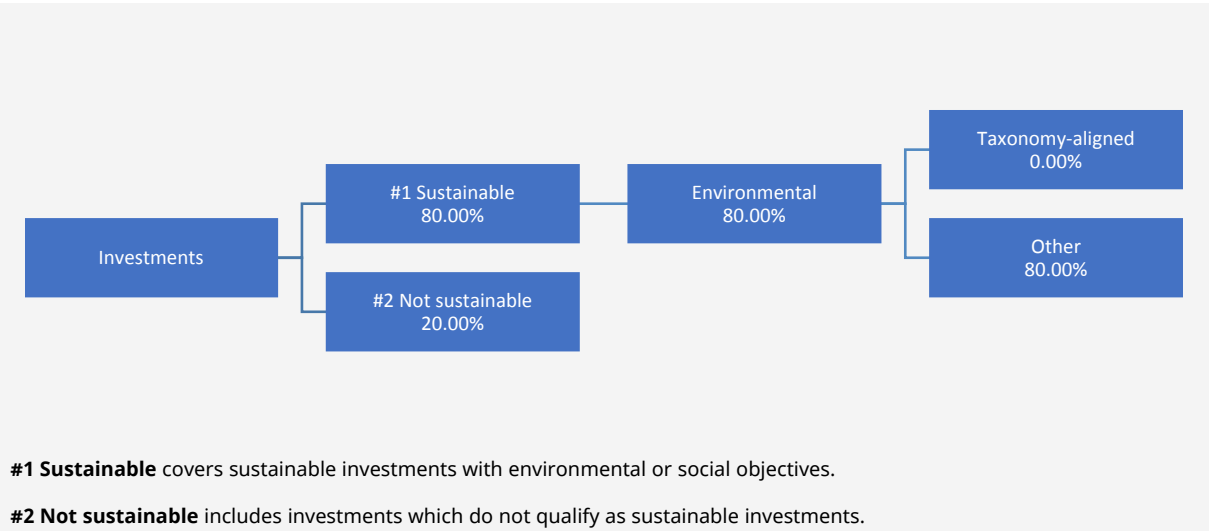 Investments
#1 Sustainable
80.00%
#2 Not sustainable
20.00%
Environmental
80.00%
Taxonomy-aligned
0.00%
Other
80.00%
#1 Sustainable covers sustainable investments with environmental or social objectives.
#2 Not sustainable includes investments which do not qualify as sustainable investments.